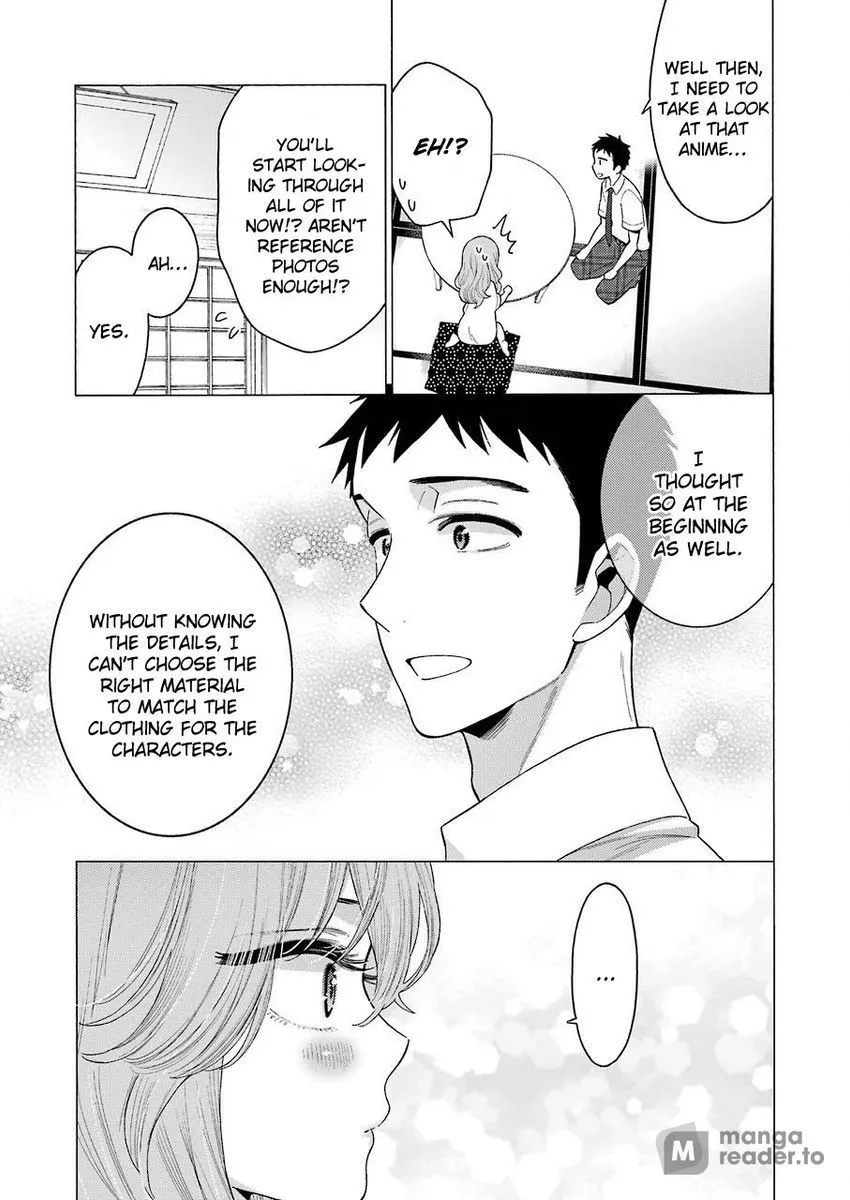 WELL THEN,
I NEED TO
TAKE A LOOK
AT THAT
ANIME...
EH!?
YOU'LL
START LOOK-
ING THROUGH
ALL OF IT
NOW!? AREN'T
REFERENCE
PHOTOS
ENOUGH!?
AH...
YES.
I
THOUGHT
SO AT THE
BEGINNING
AS WELL.
WITHOUT KNOWING
THE DETAILS, I
CAN'T CHOOSE THE
RIGHT MATERIAL
TO MATCH THE
CLOTHING FOR THE
CHARACTERS.
...
M manga
reader.to